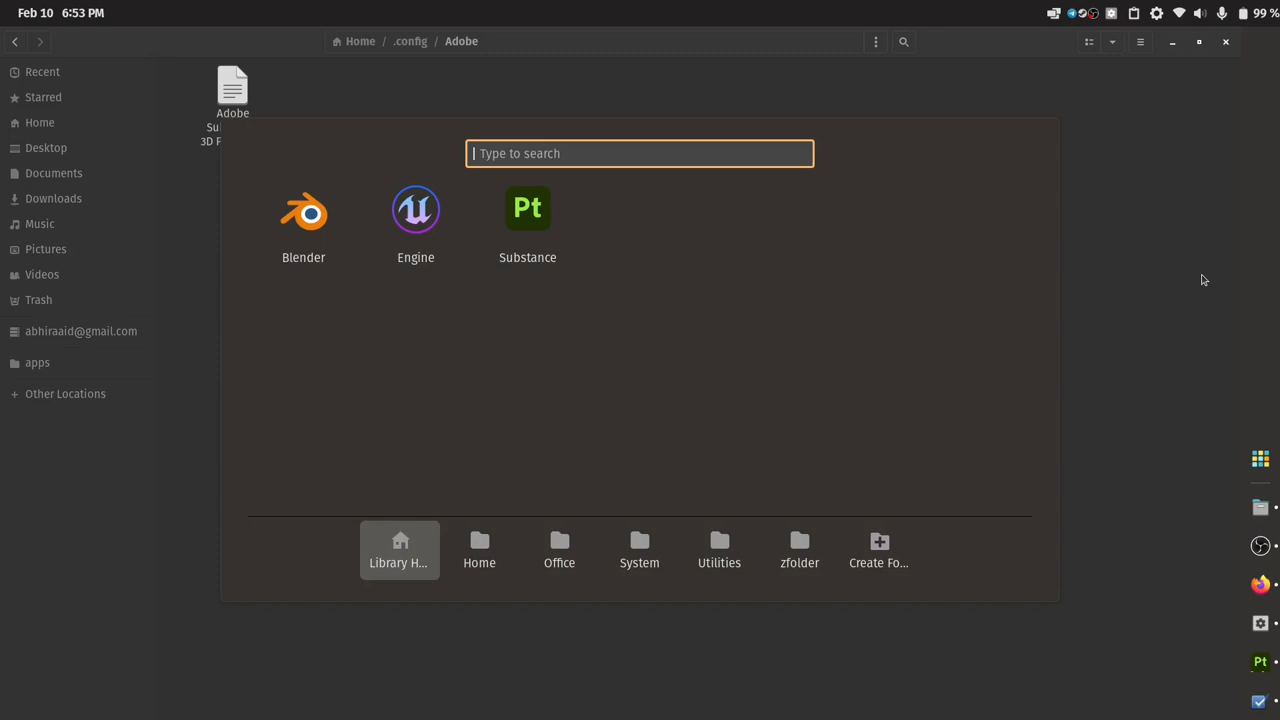 Feb 10 6:53 PM
99 %
Home / .config / Adobe
Recent
Starred
Home
Desktop
Documents
Downloads
Music
Pictures
Videos
Trash
abhiraaid@gmail.com
apps
+ Other Locations
Adobe
Su
3D
Type to search
Pt
Blender
Engine
Substance
Library H...
Home
Office
System
Utilities
zfolder
Create Fo...
Pt